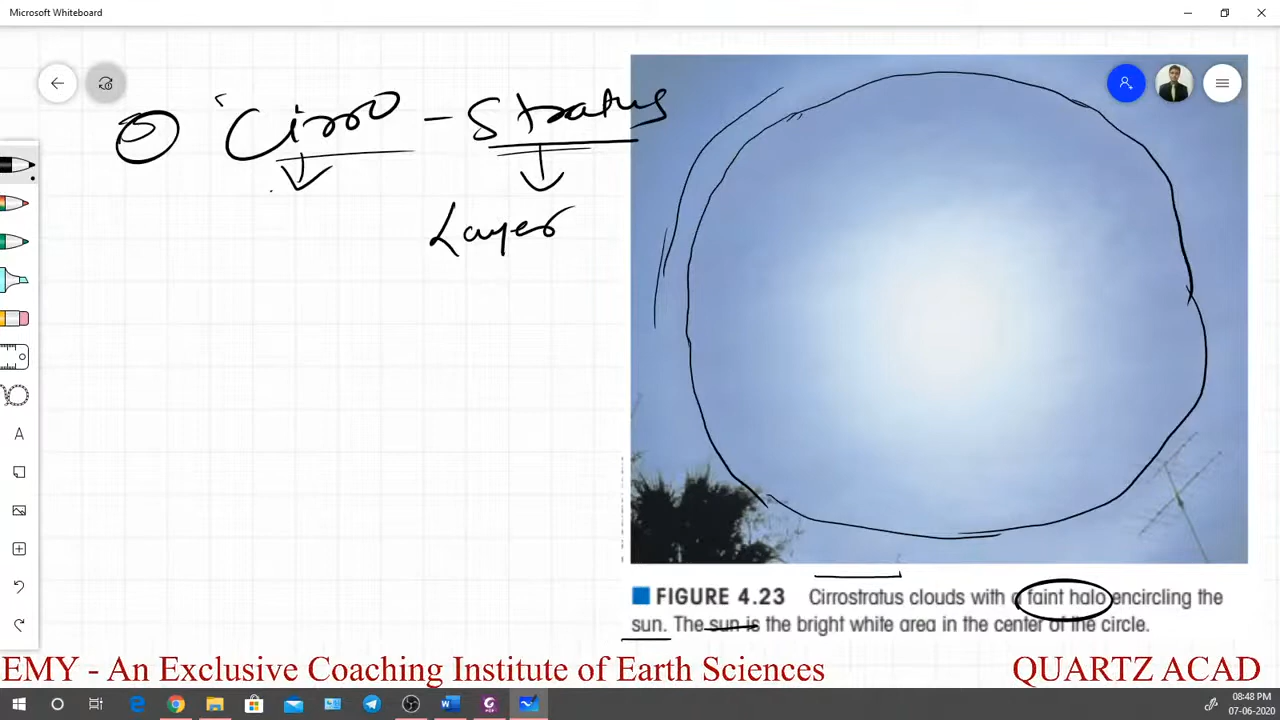 Microsoft Whiteboard
Cirro - Stratus
Layer
A
FIGURE 4.23 Cirrostratus clouds with a faint halo encircling the
sun. The sun is the bright white area in the center of the circle.
EMY - An Exclusive Coaching Institute of Earth Sciences
QUARTZ ACAD
08:48 PM
07-06-2020